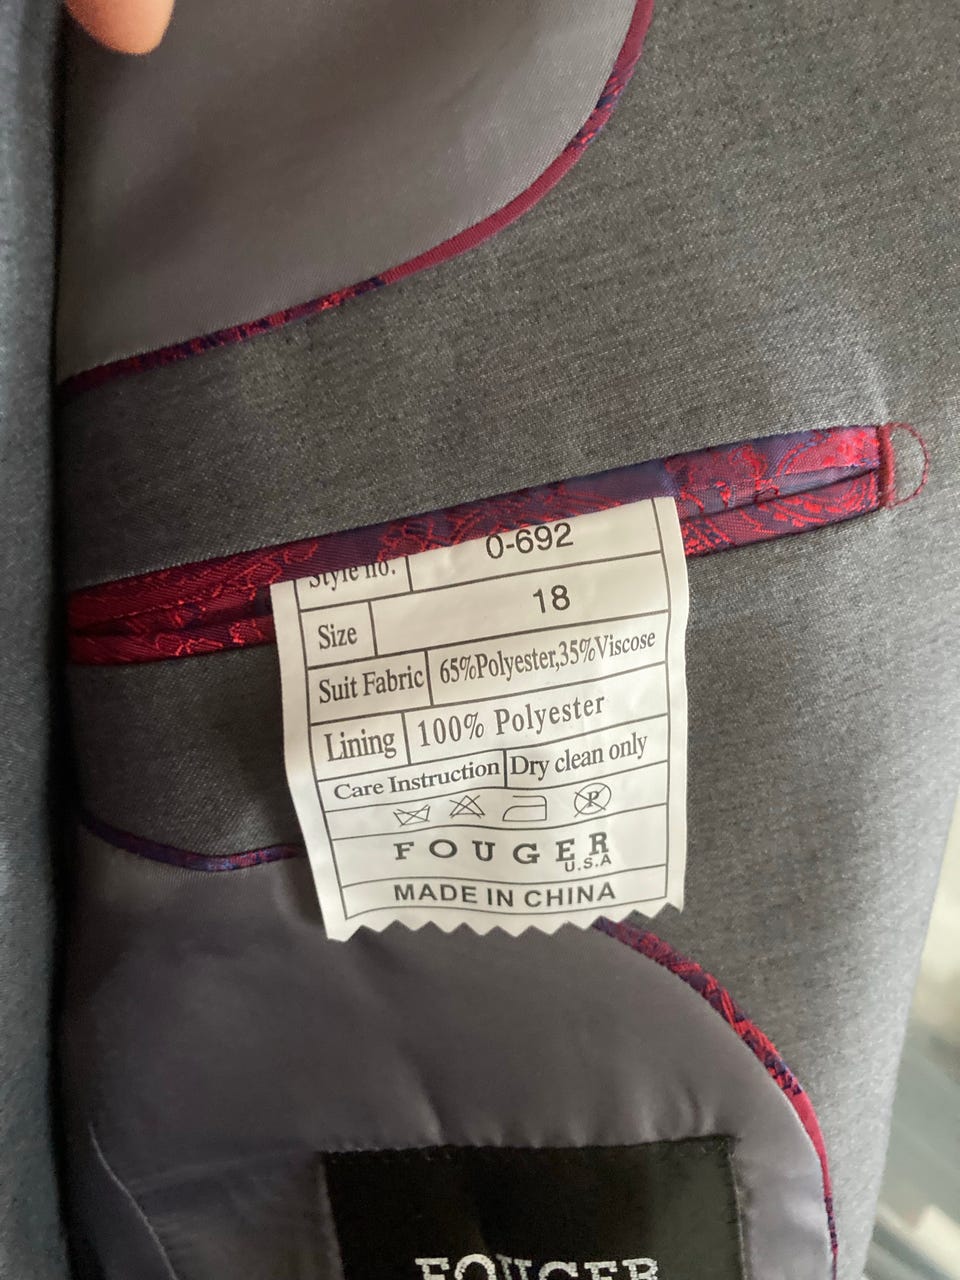 Style no. 0-692
Size 18
Suit Fabric 65%Polyester,35%Viscose
Lining 100% Polyester
Care Instruction Dry clean only
P
FOUGER
U.S.A
MADE IN CHINA
FOUGER